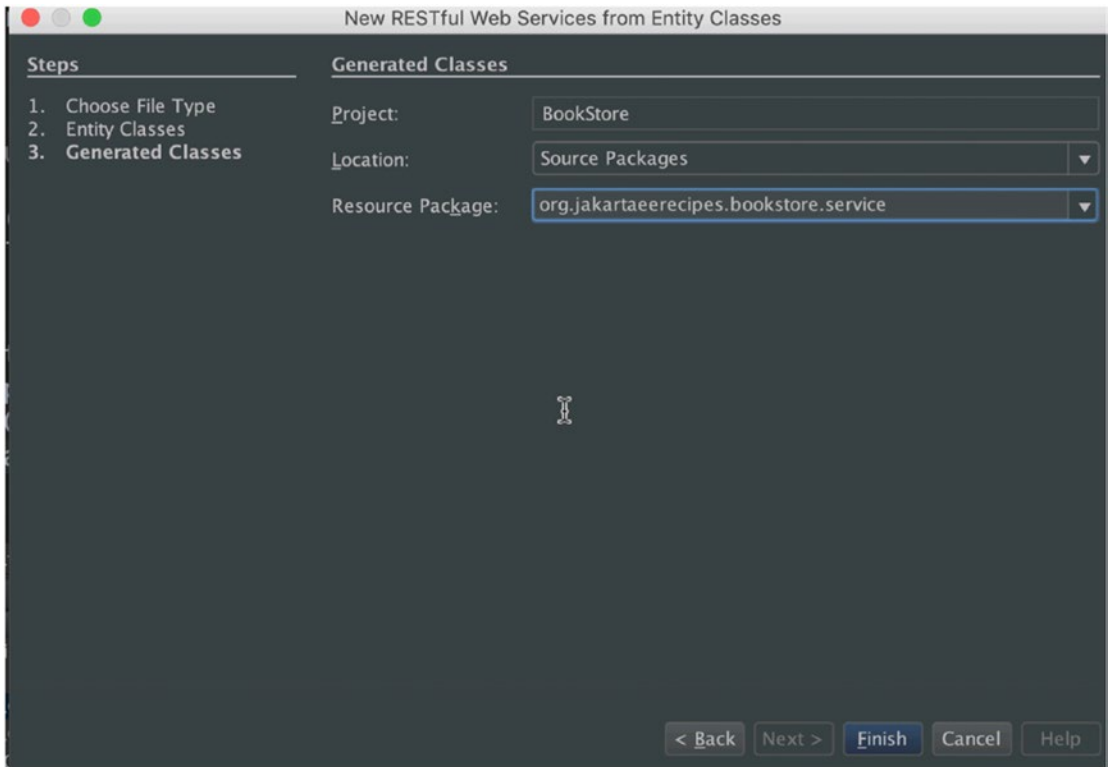 New RESTful Web Services from Entity Classes
Steps
1. Choose File Type
2. Entity Classes
3. Generated Classes
Generated Classes
Project: BookStore
Location: Source Packages
Resource Package: org.jakartaeerecipes.bookstore.service
< Back Next > Finish Cancel Help